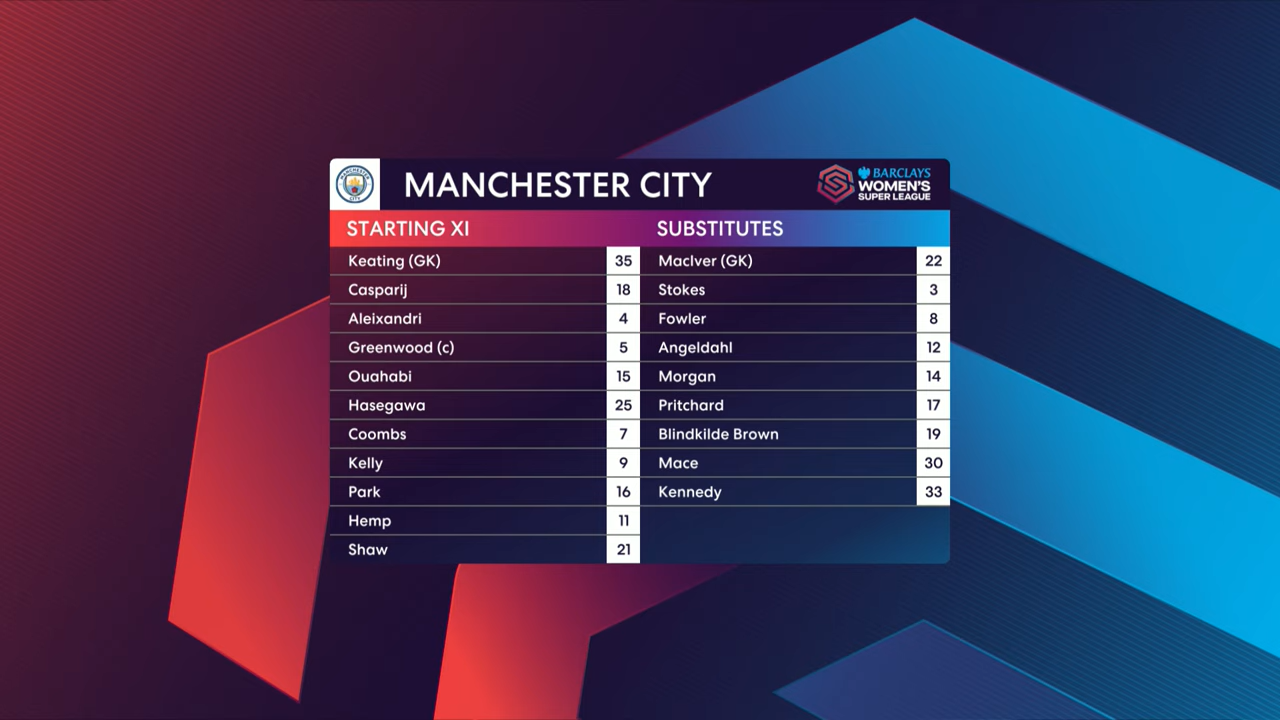 MANCHESTER CITY
BARCLAYS
WOMEN'S
SUPER LEAGUE
STARTING XI
Keating (GK) 35
Casparij 18
Aleixandri 4
Greenwood (c) 5
Ouahabi 15
Hasegawa 25
Coombs 7
Kelly 9
Park 16
Hemp 11
Shaw 21
SUBSTITUTES
MacIver (GK) 22
Stokes 3
Fowler 8
Angeldahl 12
Morgan 14
Pritchard 17
Blindkilde Brown 19
Mace 30
Kennedy 33